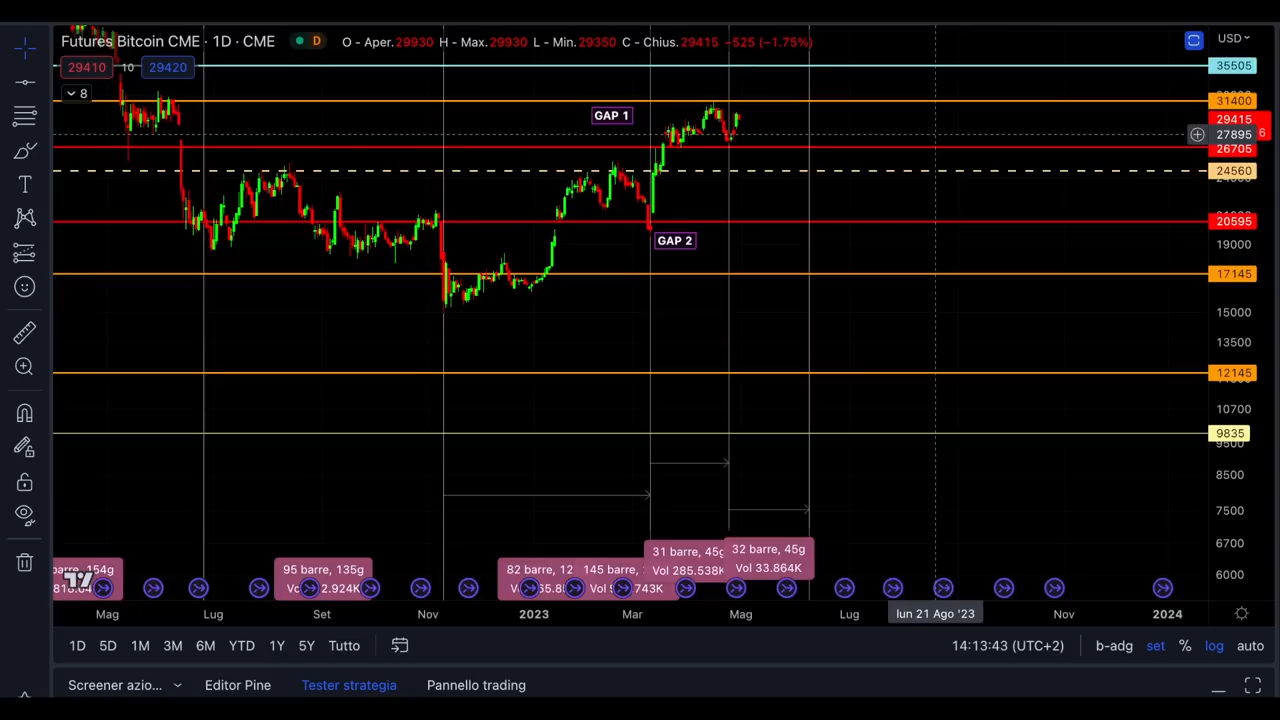 Futures Bitcoin CME · 1D · CME D O - Aper.29930 H - Max.29930 L - Min.29350 C - Chius.29415 -525 (-1.75%) USD
29410 10 29420
8
35505
31400
GAP 1
29415
27895
26705
24560
20595
GAP 2
19000
17145
15000
13500
12145
10700
9835
8500
7500
6700
6000
154g
95 barre, 135g
82 barre, 12
145 barre,
31 barre, 45g
Vol 285.538K
32 barre, 45g
Vol 33.864K
Mag Lug Set Nov 2023 Mar Mag Lug lun 21 Ago '23 Nov 2024
1D 5D 1M 3M 6M YTD 1Y 5Y Tutto 14:13:43 (UTC+2) b-adg set % log auto
Screener azio... Editor Pine Tester strategia Pannello trading